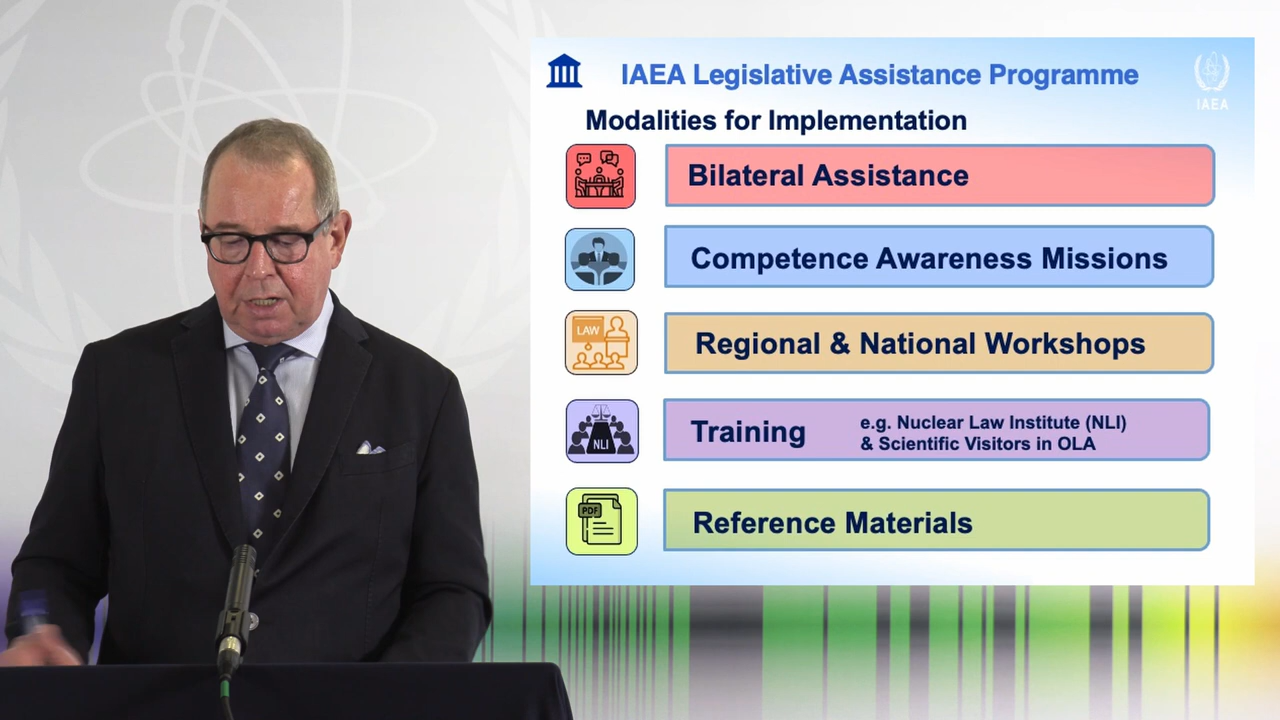 IAEA Legislative Assistance Programme
IAEA
Modalities for Implementation
Bilateral Assistance
Competence Awareness Missions
LAW
Regional & National Workshops
NLI
Training
e.g. Nuclear Law Institute (NLI)
& Scientific Visitors in OLA
PDF
Reference Materials